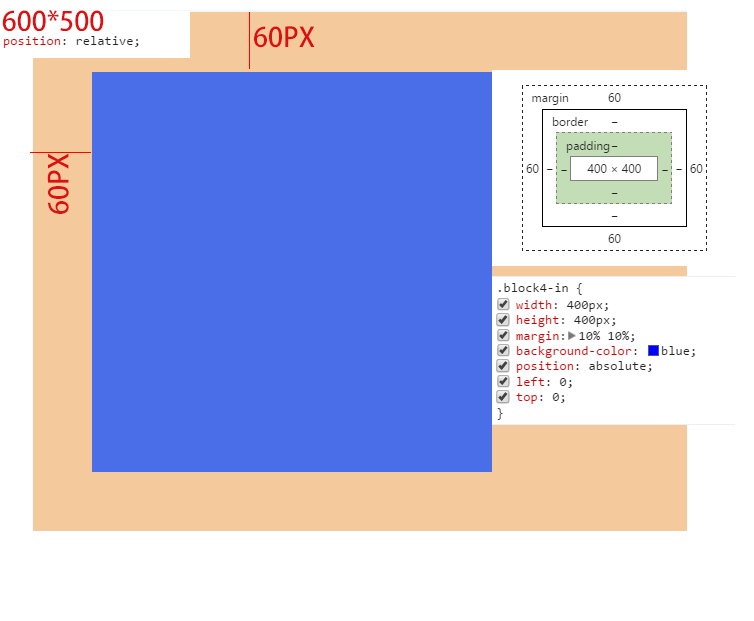 600*500
position: relative;
60PX
60PX
margin 60
border –
padding –
60 – – 400 × 400 – – 60
–
–
60
.block4-in {
width: 400px;
height: 400px;
margin:▶10% 10%;
background-color: blue;
position: absolute;
left: 0;
top: 0;
}